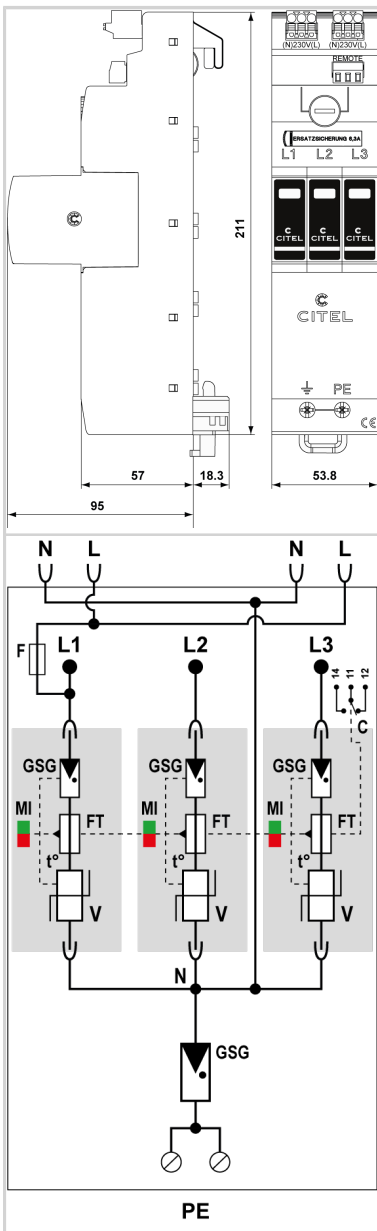 (N)230V(L) (N)230V(L)
REMOTE
ERSATZSICHERUNG 6,3A
L1 L2 L3
C CITEL C CITEL C CITEL
C
211
C
CITEL
PE
CE
57 18.3 53.8
95
N L N L
F L1 L2 L3
14 11 12
C
GSG GSG GSG
MI FT MI FT MI FT
t° t° t°
V V V
N
GSG
PE